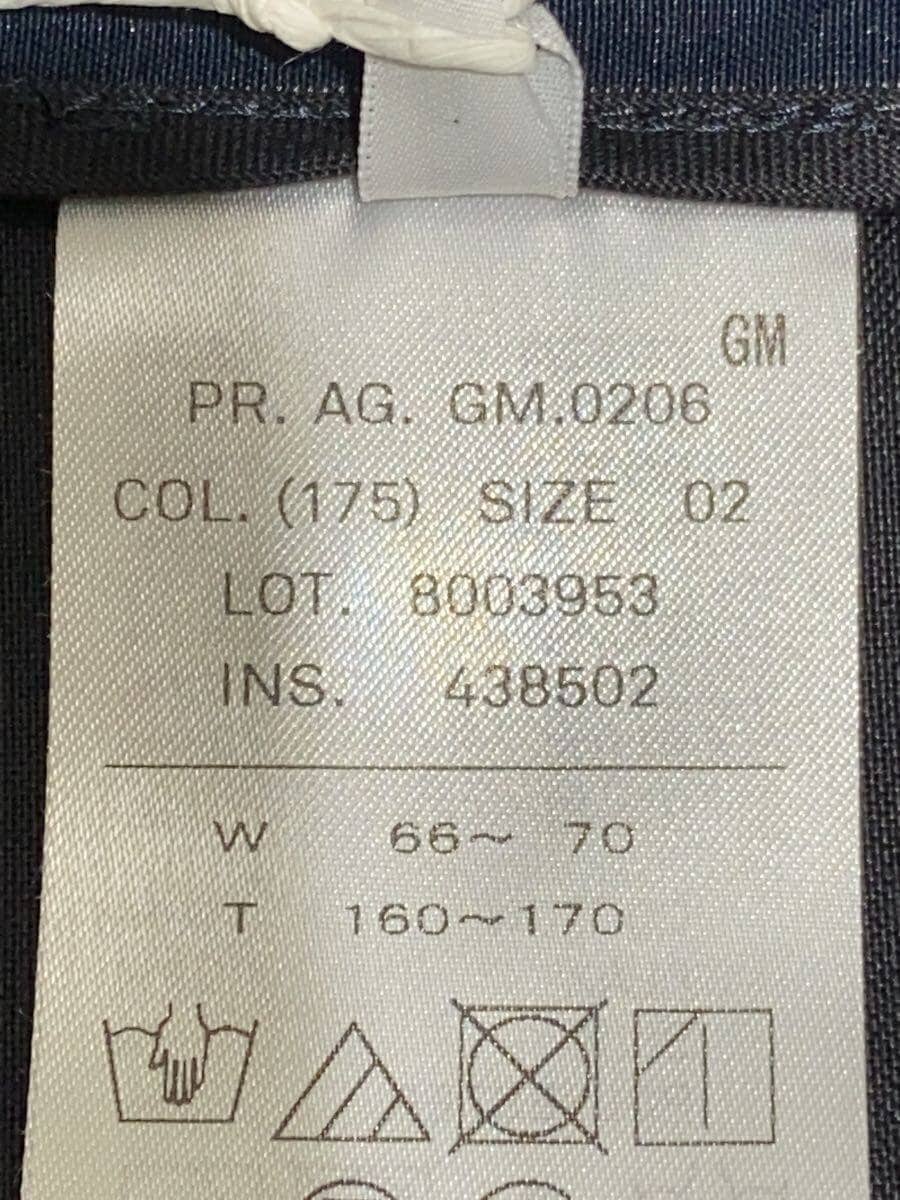 GM
PR. AG. GM.0206
COL. (175) SIZE 02
LOT. 8003953
INS. 438502
W 66~ 70
T 160~170